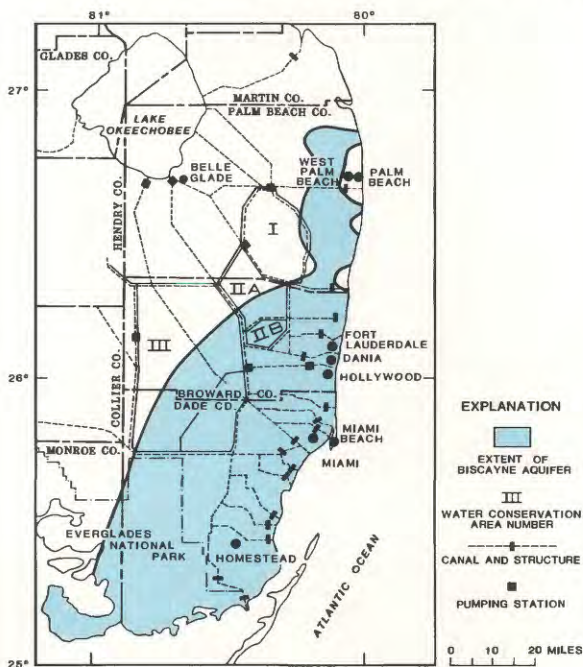 81°
80°
GLADES CO.
27°
MARTIN CO.
PALM BEACH CO.
LAKE
OKEECHOBEE
HENDRY CO.
BELLE
GLADE
WEST
PALM
BEACH
PALM
BEACH
I
IIA
IIB
III
FORT
LAUDERDALE
DANIA
HOLLYWOOD
26°
COLLIER CO.
BROWARD CO.
DADE CO.
MIAMI
BEACH
MONROE CO.
MIAMI
EVERGLADES
NATIONAL
PARK
HOMESTEAD
ATLANTIC OCEAN
25°
EXPLANATION
EXTENT OF
BISCAYNE AQUIFER
III
WATER CONSERVATION
AREA NUMBER
CANAL AND STRUCTURE
PUMPING STATION
0 10 20 MILES